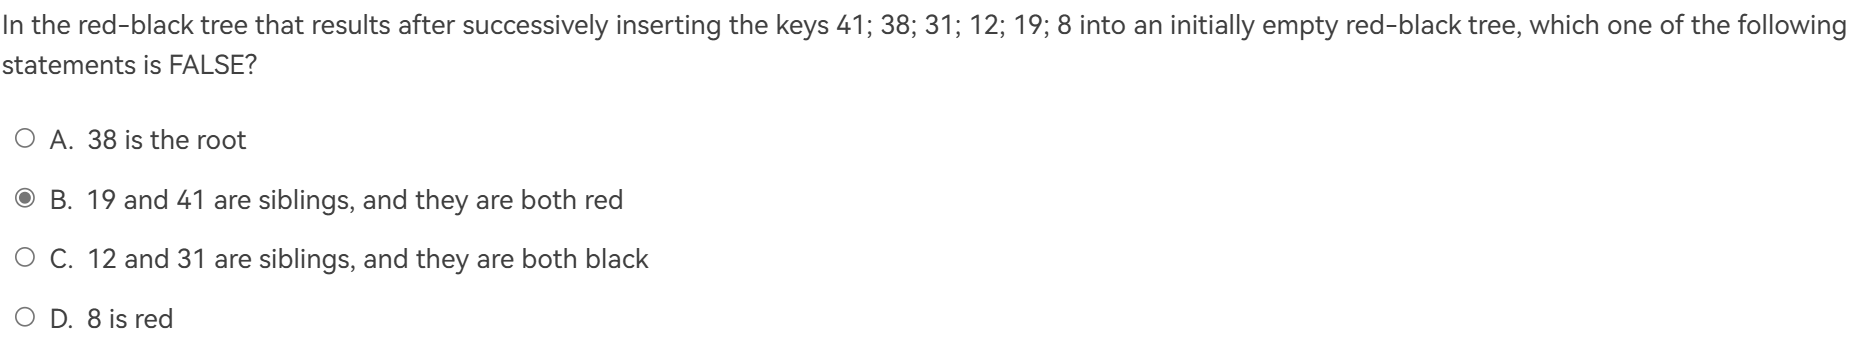 In the red-black tree that results after successively inserting the keys 41; 38; 31; 12; 19; 8 into an initially empty red-black tree, which one of the following
statements is FALSE?
A. 38 is the root
B. 19 and 41 are siblings, and they are both red
C. 12 and 31 are siblings, and they are both black
D. 8 is red